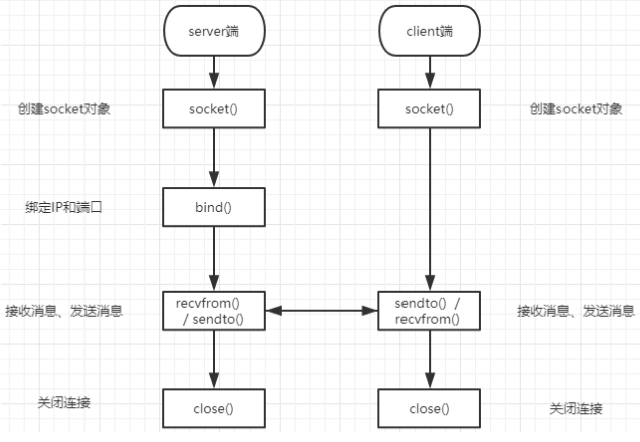 server端 client端
创建socket对象 socket() socket() 创建socket对象
绑定IP和端口 bind()
接收消息、发送消息 recvfrom() / sendto() sendto() / recvfrom() 接收消息、发送消息
关闭连接 close() close() 关闭连接